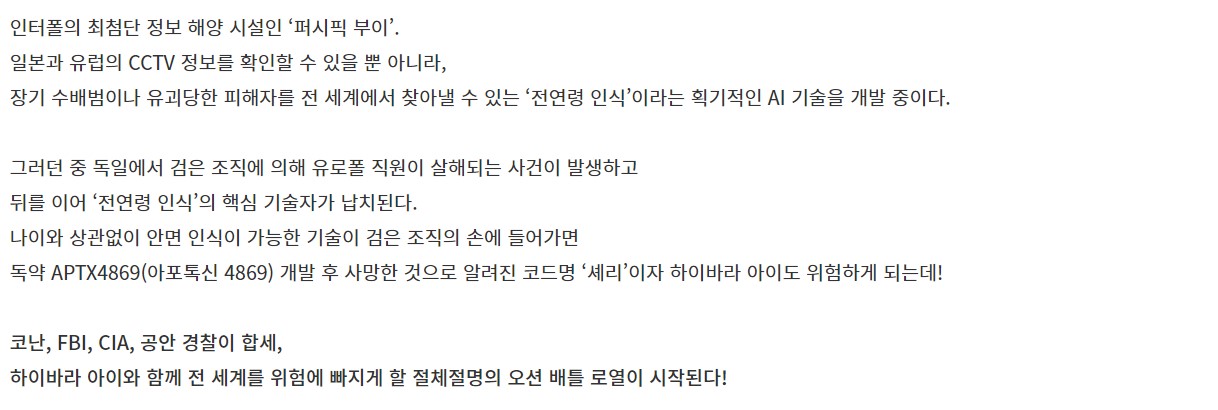 인터폴의 최첨단 정보 해양 시설인 ‘퍼시픽 부이’.
일본과 유럽의 CCTV 정보를 확인할 수 있을 뿐 아니라,
장기 수배범이나 유괴당한 피해자를 전 세계에서 찾아낼 수 있는 ‘전연령 인식’이라는 획기적인 AI 기술을 개발 중이다.
그러던 중 독일에서 검은 조직에 의해 유로폴 직원이 살해되는 사건이 발생하고
뒤를 이어 ‘전연령 인식’의 핵심 기술자가 납치된다.
나이와 상관없이 안면 인식이 가능한 기술이 검은 조직의 손에 들어가면
독약 APTX4869(아포톡신 4869) 개발 후 사망한 것으로 알려진 코드명 ‘셰리’이자 하이바라 아이도 위험하게 되는데!
코난, FBI, CIA, 공안 경찰이 합세,
하이바라 아이와 함께 전 세계를 위험에 빠지게 할 절체절명의 오션 배틀 로열이 시작된다!